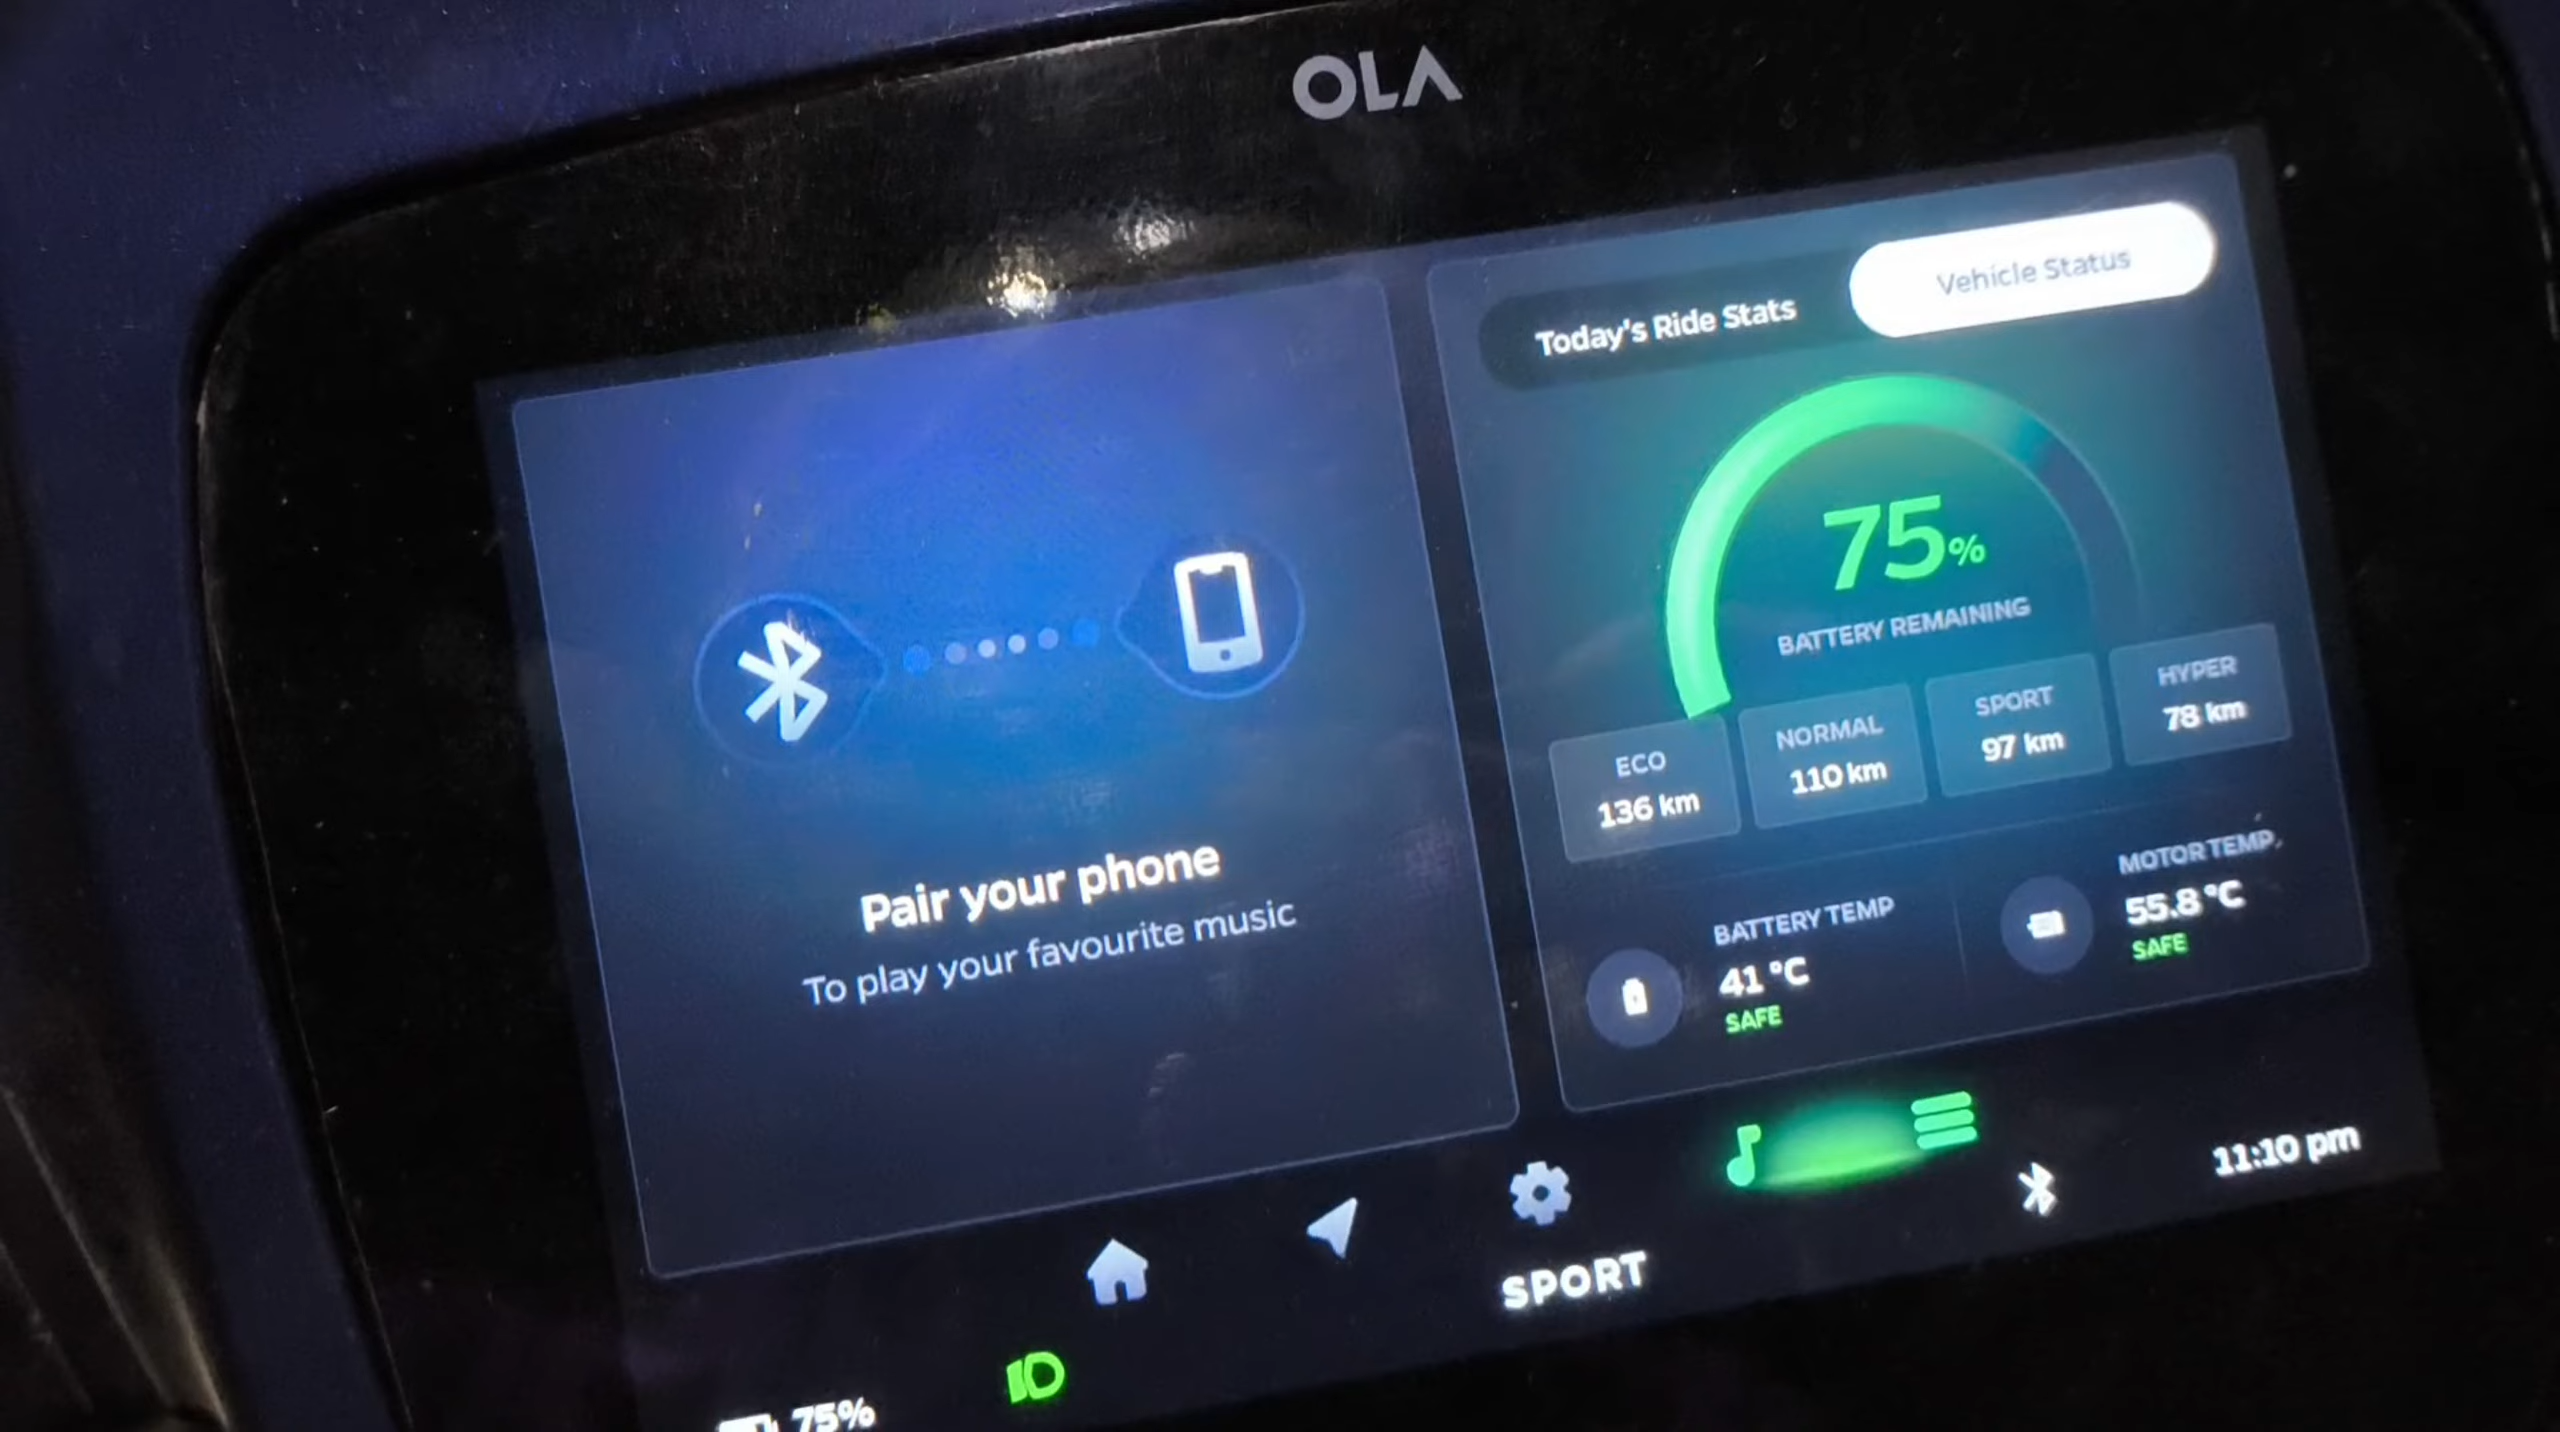 OLA
Today's Ride Stats
Vehicle Status
75%
BATTERY REMAINING
ECO
136 km
NORMAL
110 km
SPORT
97 km
HYPER
78 km
Pair your phone
To play your favourite music
BATTERY TEMP
41 °C
SAFE
MOTOR TEMP.
55.8 °C
SAFE
11:10 pm
SPORT
75%